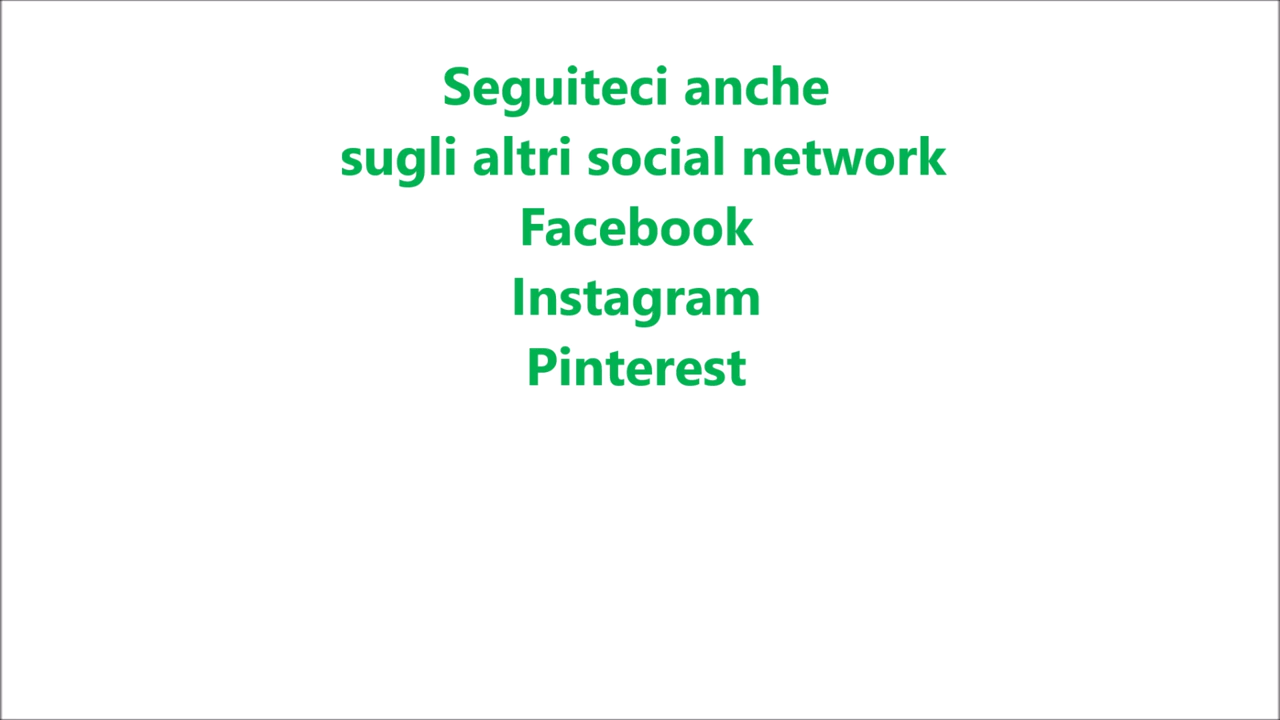 Seguiteci anche
sugli altri social network
Facebook
Instagram
Pinterest